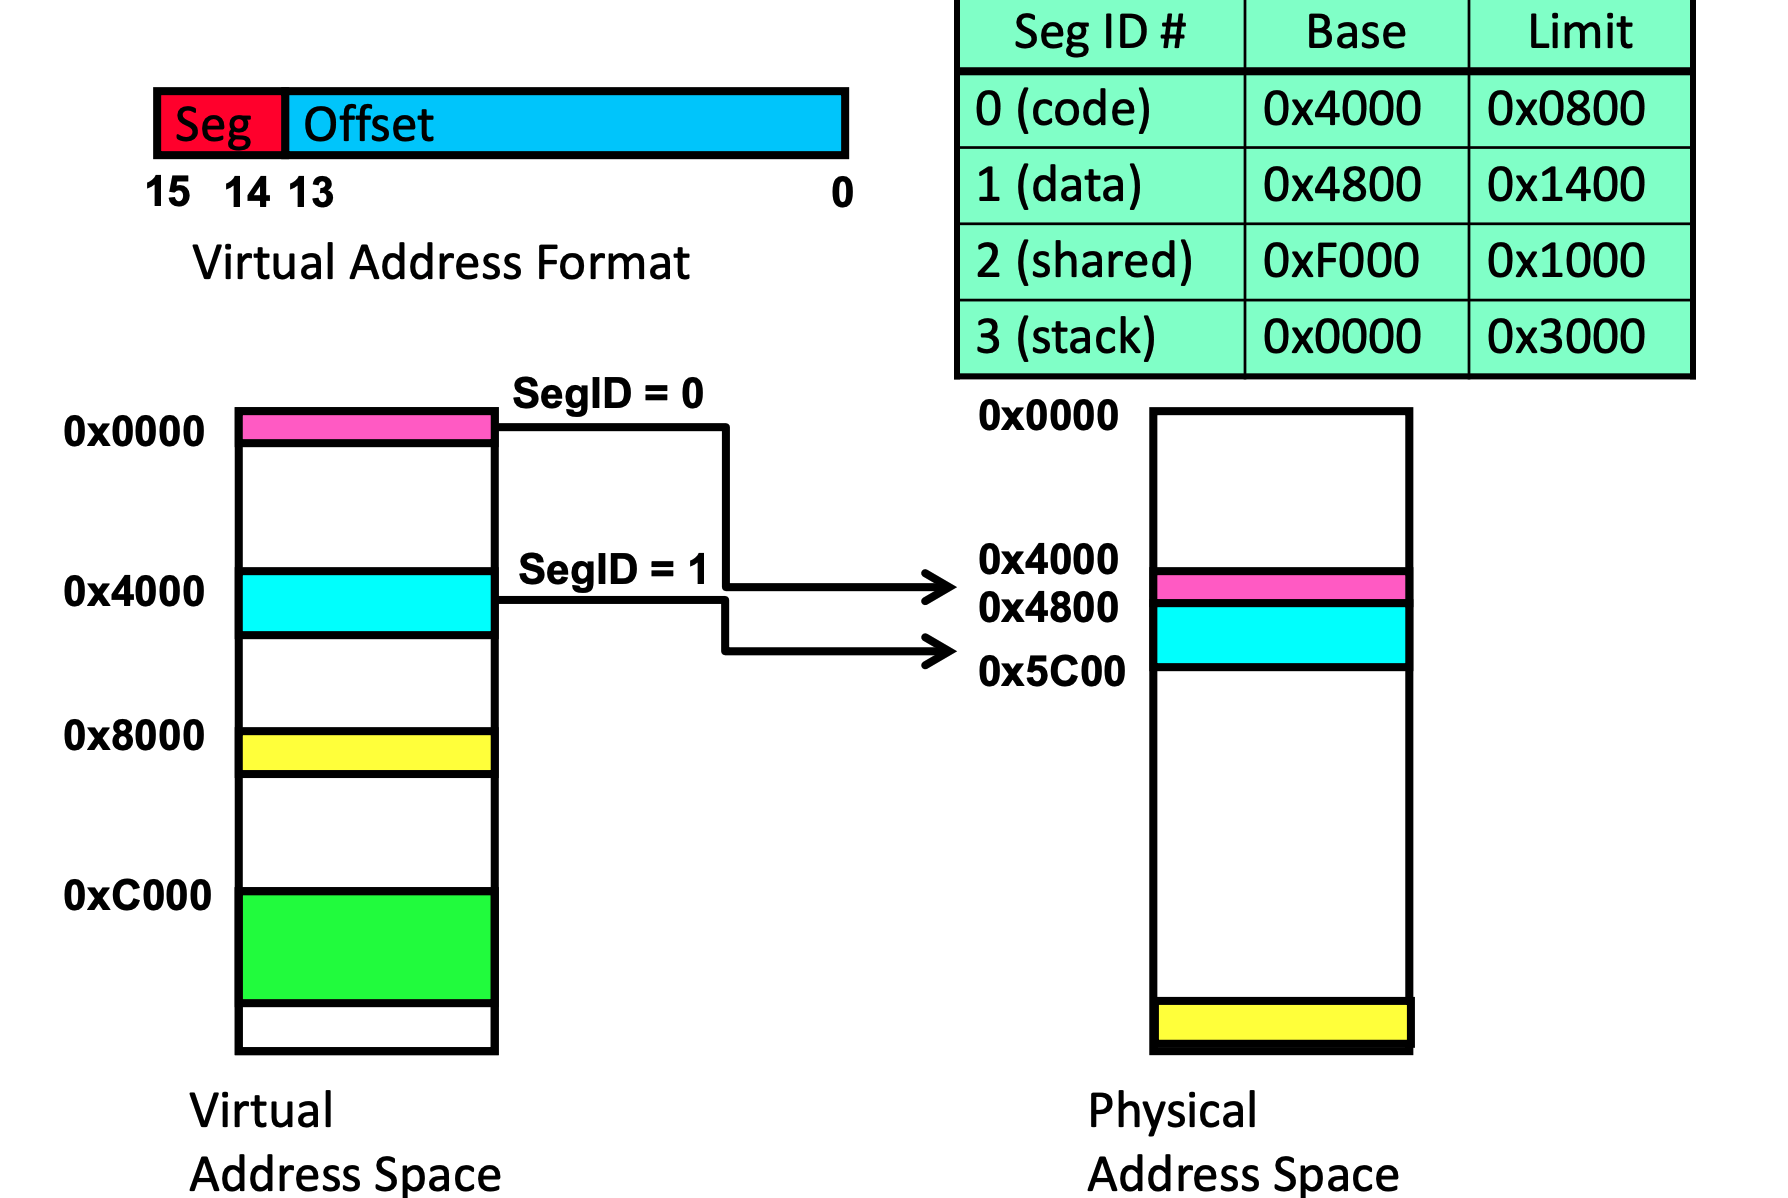 Seg ID # Base Limit
0 (code) 0x4000 0x0800
1 (data) 0x4800 0x1400
2 (shared) 0xF000 0x1000
3 (stack) 0x0000 0x3000
Seg Offset
15 14 13 0
Virtual Address Format
SegID = 0
SegID = 1
0x0000
0x4000
0x8000
0xC000
0x0000
0x4000
0x4800
0x5C00
Virtual
Address Space
Physical
Address Space